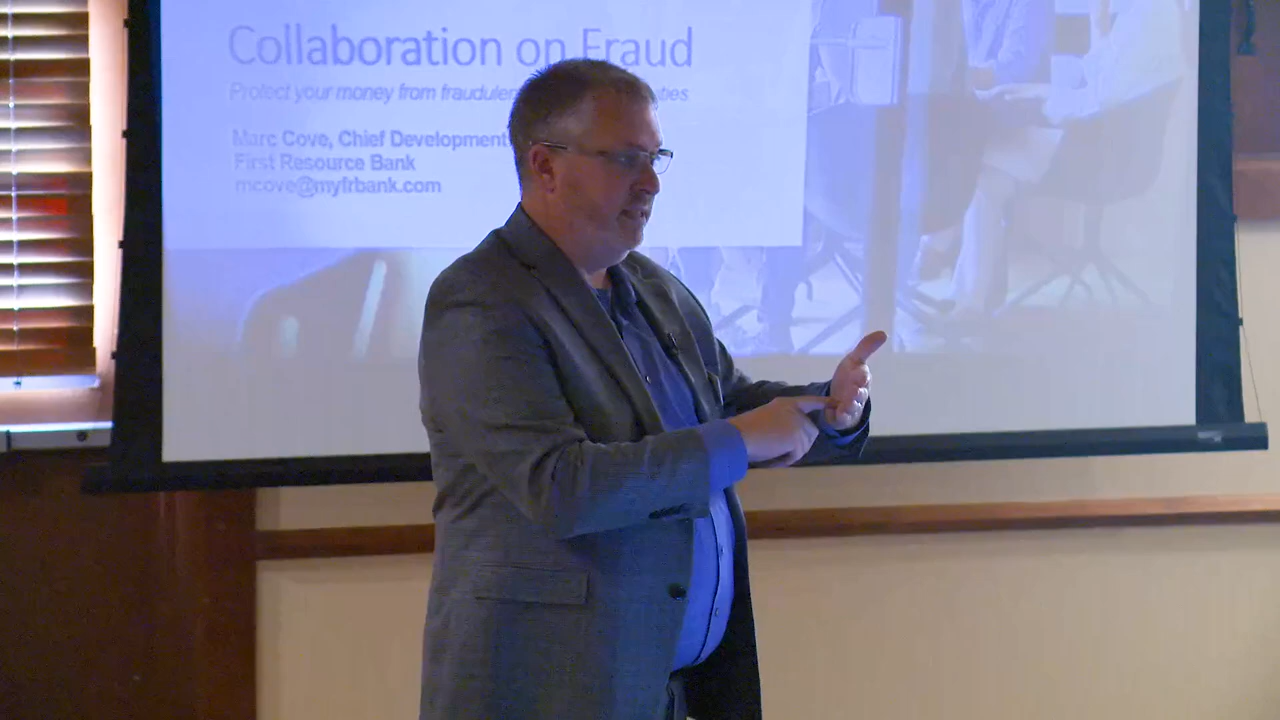 Collaboration on Fraud
Protect your money from
Marc Cove, Chief Development
First Resource Bank
mcove@myfrbank.com